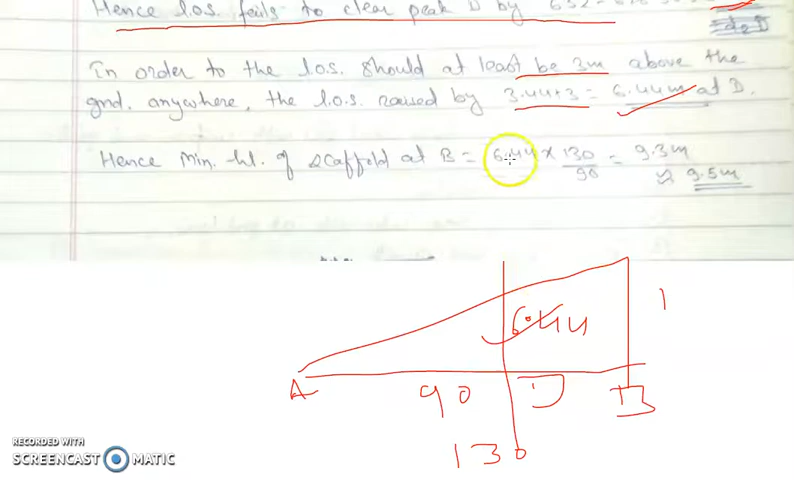 Hence l.o.s. fails to clear peak D by 652
In order to the l.o.s. should at least be 3m above the
gnd. anywhere, the l.o.s. raised by 3.44+3 = 6.44m at D.
Hence Min. ht. of scaffold at B = 6.44 × 130/90 = 9.3m
≈ 9.5m
6.44
A 90 D B
130
RECORDED WITH
SCREENCAST MATIC